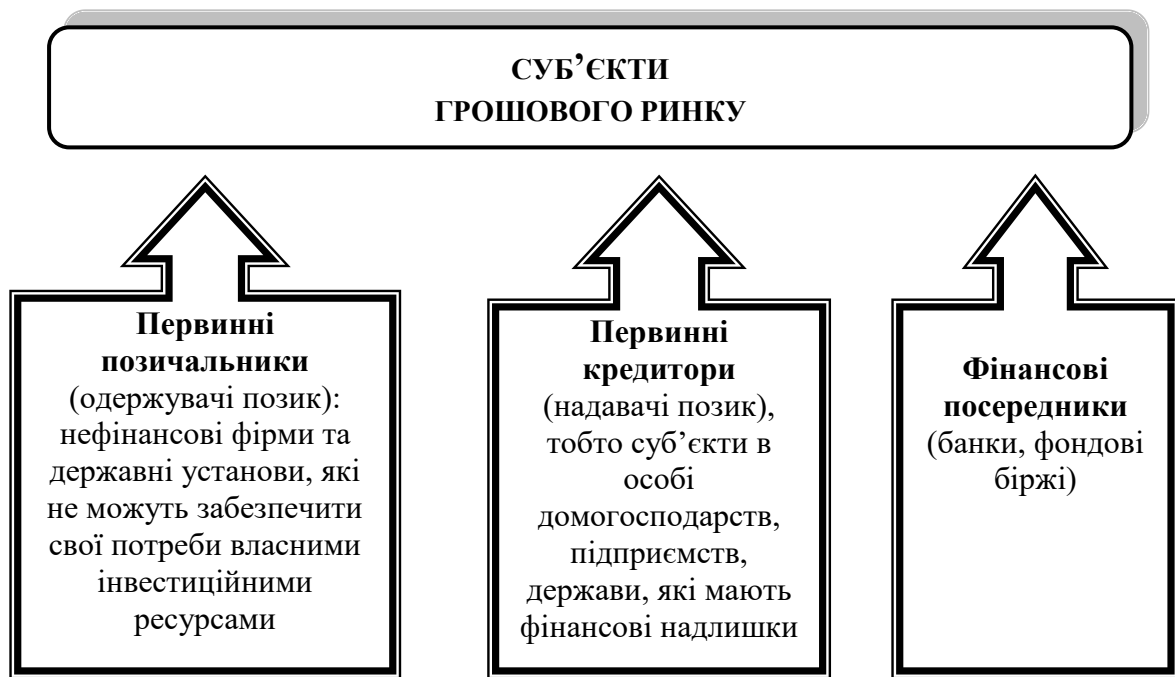 СУБ’ЄКТИ
ГРОШОВОГО РИНКУ
Первинні
позичальники
(одержувачі позик):
нефінансові фірми та
державні установи, які
не можуть забезпечити
свої потреби власними
інвестиційними
ресурсами
Первинні
кредитори
(надавачі позик),
тобто суб’єкти в
особі
домогосподарств,
підприємств,
держави, які мають
фінансові надлишки
Фінансові
посередники
(банки, фондові
біржі)